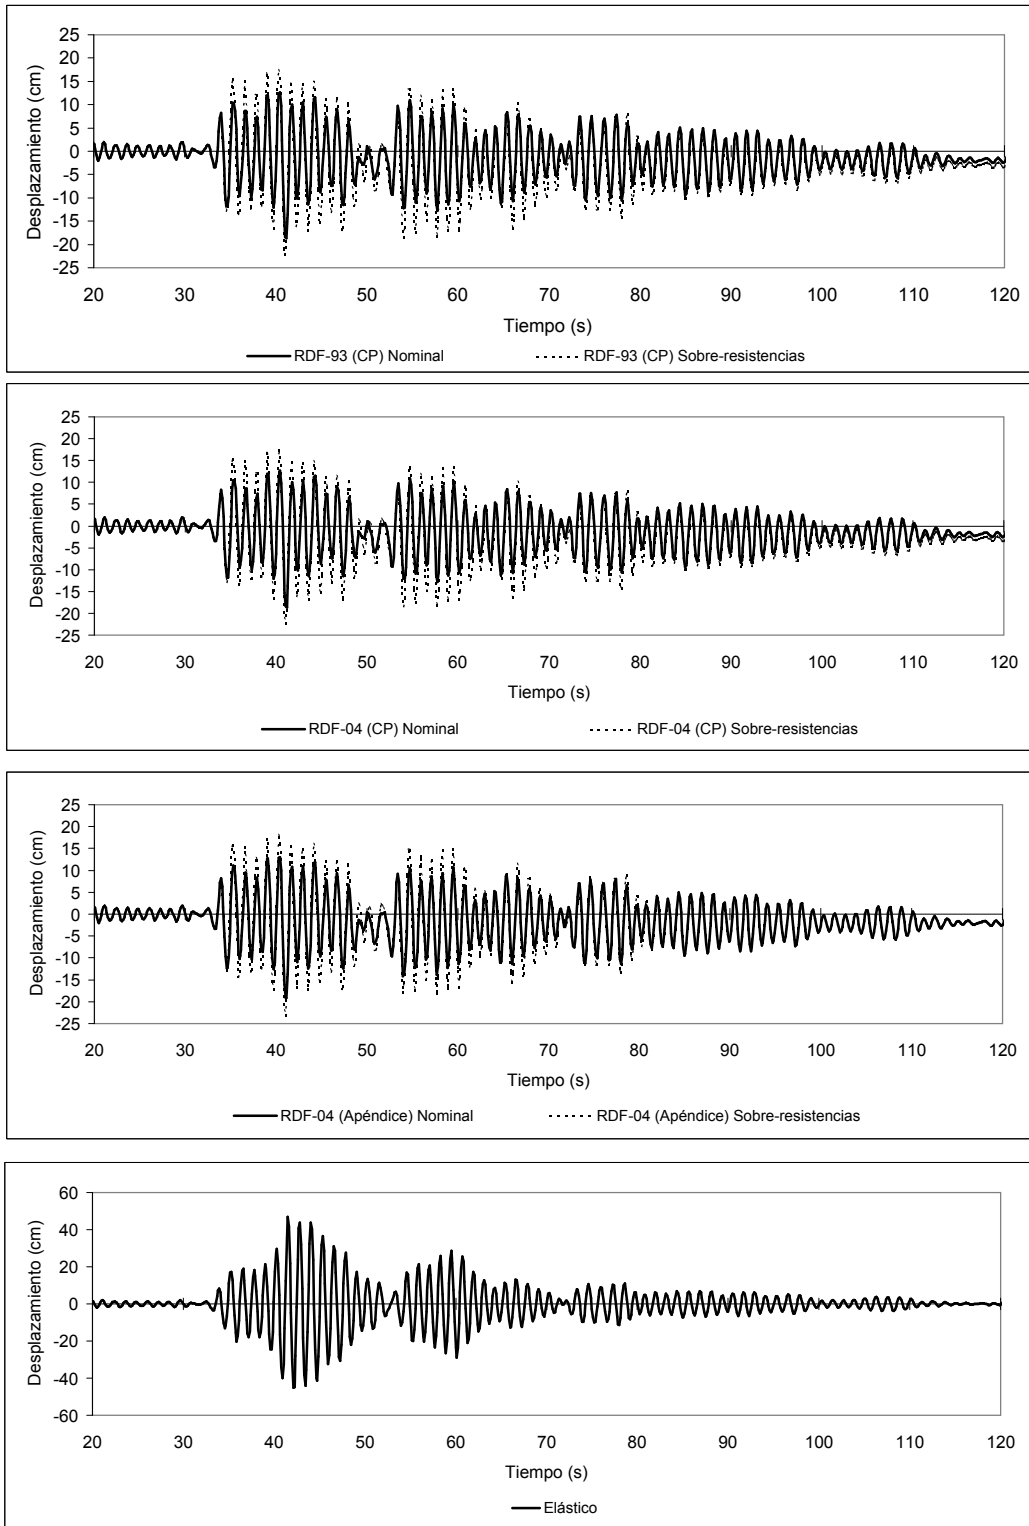 25
20
15
10
5
0
-5
-10
-15
-20
-25
Desplazamiento (cm)
20 30 40 50 60 70 80 90 100 110 120
Tiempo (s)
RDF-93 (CP) Nominal RDF-93 (CP) Sobre-resistencias
25
20
15
10
5
0
-5
-10
-15
-20
-25
Desplazamiento (cm)
20 30 40 50 60 70 80 90 100 110 120
Tiempo (s)
RDF-04 (CP) Nominal RDF-04 (CP) Sobre-resistencias
25
20
15
10
5
0
-5
-10
-15
-20
-25
Desplazamiento (cm)
20 30 40 50 60 70 80 90 100 110 120
Tiempo (s)
RDF-04 (Apéndice) Nominal RDF-04 (Apéndice) Sobre-resistencias
60
40
20
0
-20
-40
-60
Desplazamiento (cm)
20 30 40 50 60 70 80 90 100 110 120
Tiempo (s)
Elástico